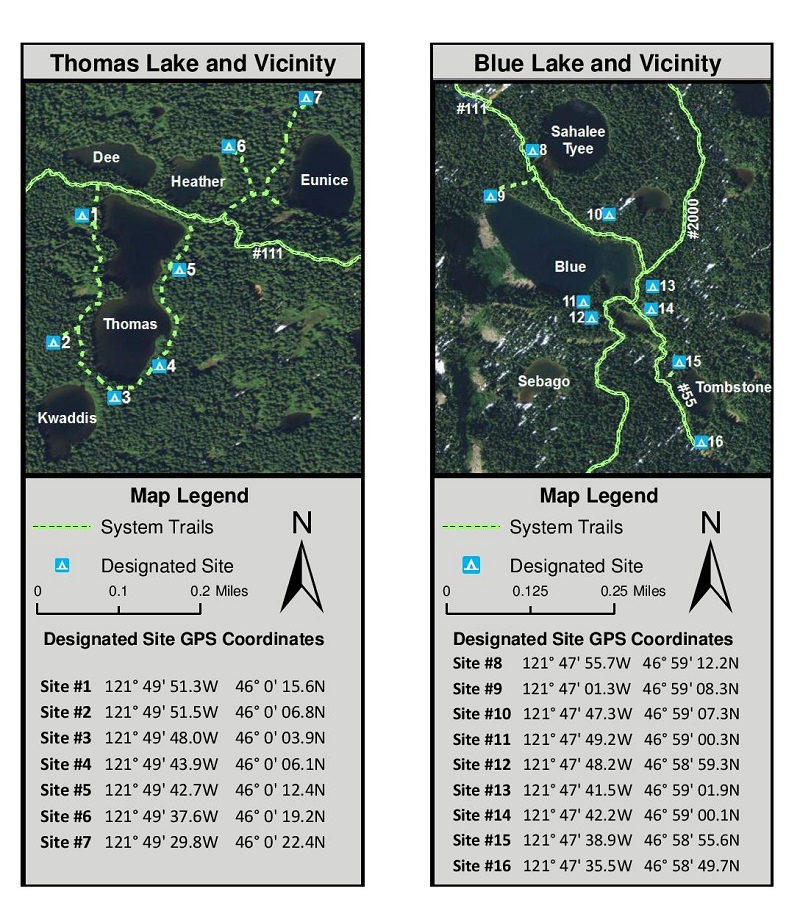 Thomas Lake and Vicinity
7
6
Dee
Heather
Eunice
1
#111
5
Thomas
2
4
3
Kwaddis
Map Legend
System Trails
N
Designated Site
0 0.1 0.2 Miles
Designated Site GPS Coordinates
Site #1 121° 49' 51.3W 46° 0' 15.6N
Site #2 121° 49' 51.5W 46° 0' 06.8N
Site #3 121° 49' 48.0W 46° 0' 03.9N
Site #4 121° 49' 43.9W 46° 0' 06.1N
Site #5 121° 49' 42.7W 46° 0' 12.4N
Site #6 121° 49' 37.6W 46° 0' 19.2N
Site #7 121° 49' 29.8W 46° 0' 22.4N
Blue Lake and Vicinity
#111
Sahalee
Tyee
8
9
10
#2000
Blue
13
11
14
12
15
Sebago
#55
Tombstone
16
Map Legend
System Trails
N
Designated Site
0 0.125 0.25 Miles
Designated Site GPS Coordinates
Site #8 121° 47' 55.7W 46° 59' 12.2N
Site #9 121° 47' 01.3W 46° 59' 08.3N
Site #10 121° 47' 47.3W 46° 59' 07.3N
Site #11 121° 47' 49.2W 46° 59' 00.3N
Site #12 121° 47' 48.2W 46° 58' 59.3N
Site #13 121° 47' 41.5W 46° 59' 01.9N
Site #14 121° 47' 42.2W 46° 59' 00.1N
Site #15 121° 47' 38.9W 46° 58' 55.6N
Site #16 121° 47' 35.5W 46° 58' 49.7N